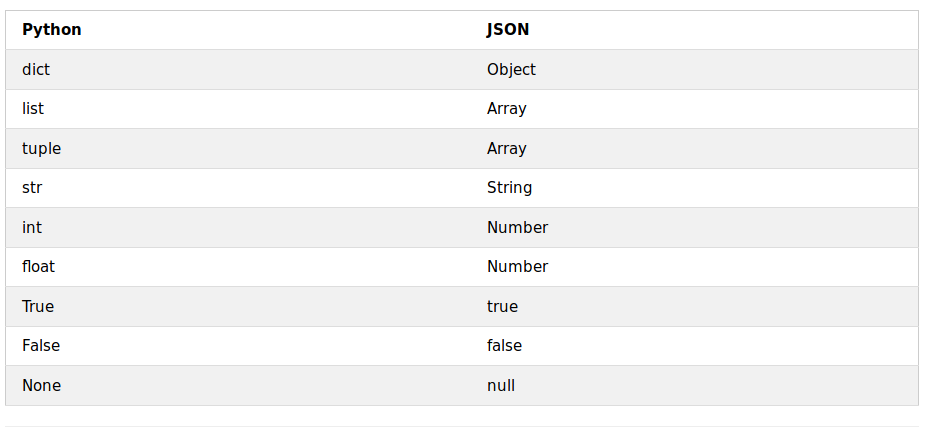 Python JSON
dict Object
list Array
tuple Array
str String
int Number
float Number
True true
False false
None null